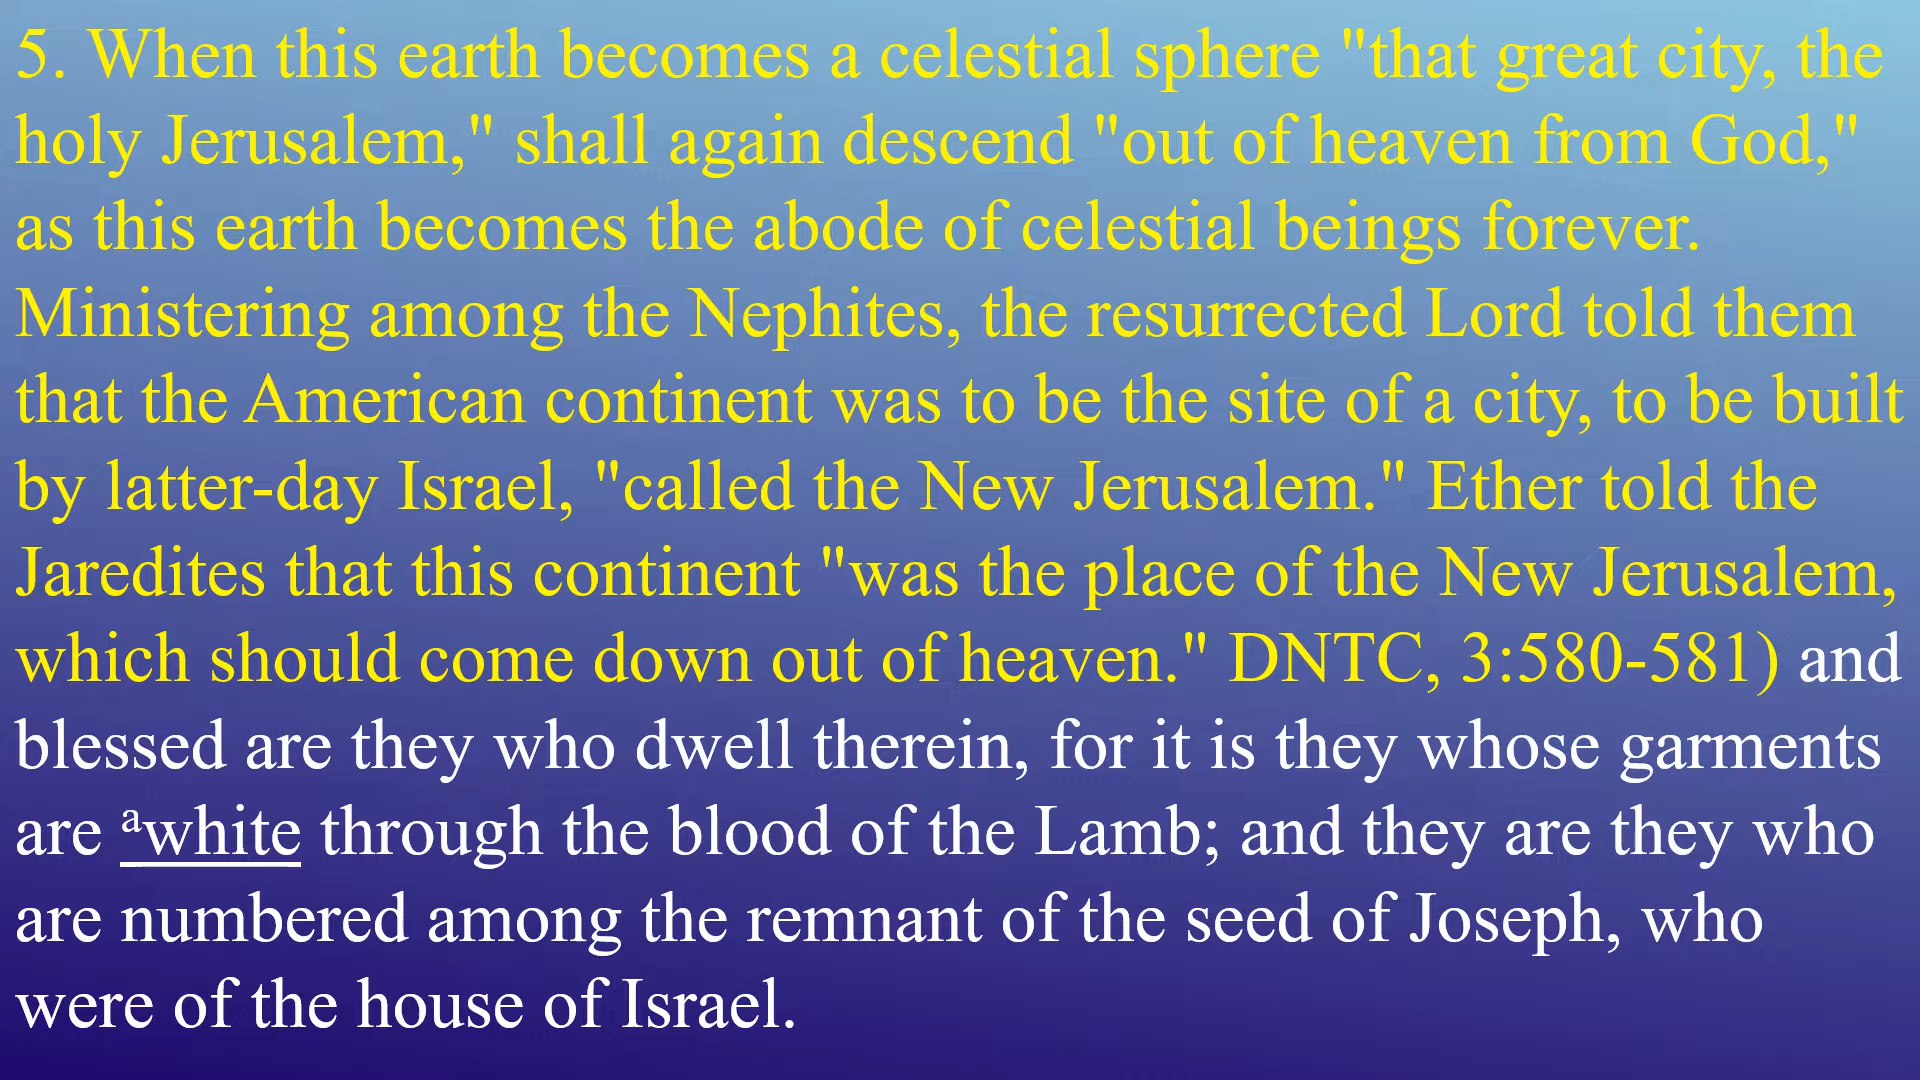 5. When this earth becomes a celestial sphere "that great city, the
holy Jerusalem," shall again descend "out of heaven from God,"
as this earth becomes the abode of celestial beings forever.
Ministering among the Nephites, the resurrected Lord told them
that the American continent was to be the site of a city, to be built
by latter-day Israel, "called the New Jerusalem." Ether told the
Jaredites that this continent "was the place of the New Jerusalem,
which should come down out of heaven." DNTC, 3:580-581) and
blessed are they who dwell therein, for it is they whose garments
are ᵃwhite through the blood of the Lamb; and they are they who
are numbered among the remnant of the seed of Joseph, who
were of the house of Israel.